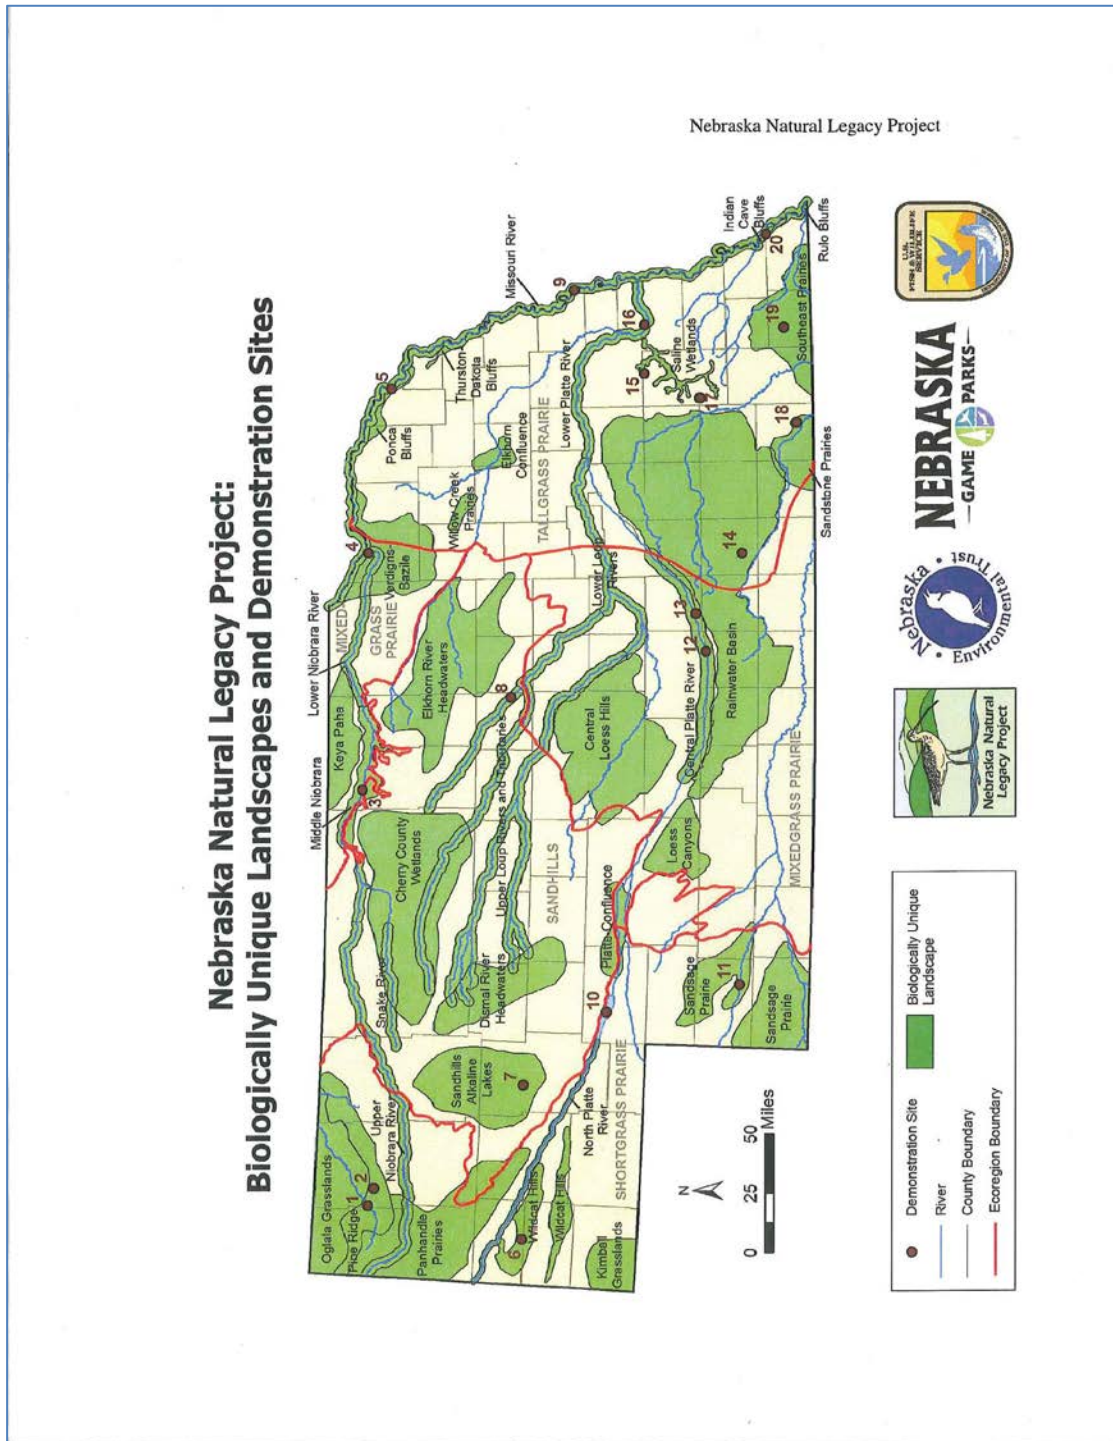 Nebraska Natural Legacy Project
Nebraska Natural Legacy Project:
Biologically Unique Landscapes and Demonstration Sites
Oglala Grasslands
Pine Ridge
1
2
Upper
Niobrara River
Panhandle
Prairies
Sandhills
Alkaline
Lakes
7
6
Wildcat Hills
Wildcat Hills
Kimball
Grasslands
SHORTGRASS PRAIRIE
North Platte
River
10
Snake River
Cherry County
Wetlands
Dismal River
Headwaters
Upper Loup Rivers and Tributaries
SANDHILLS
Platte Confluence
Sandsage
Prairie
11
Sandsage
Prairie
Loess
Canyons
MIXEDGRASS PRAIRIE
Middle Niobrara
3
Keya Paha
Lower Niobrara River
MIXED-
GRASS
PRAIRIE
Elkhorn River
Headwaters
8
Central
Loess Hills
Central Platte River
Rainwater Basin
12
13
14
Lower Loup
Rivers
4
Verdigris-
Bazile
Willow Creek
Prairies
Elkhorn
Confluence
TALLGRASS PRAIRIE
Ponca
Bluffs
5
Thurston-
Dakota
Bluffs
Missouri River
9
Lower Platte River
16
15
Saline
Wetlands
17
18
Sandstone Prairies
19
Southeast Prairies
Indian
Cave
Bluffs
20
Rulo Bluffs
N
0
25
50
Miles
Demonstration Site
River
County Boundary
Ecoregion Boundary
Biologically Unique
Landscape
Nebraska Natural
Legacy Project
Nebraska
Environmental Trust
NEBRASKA
GAME PARKS
U.S.
FISH & WILDLIFE
SERVICE